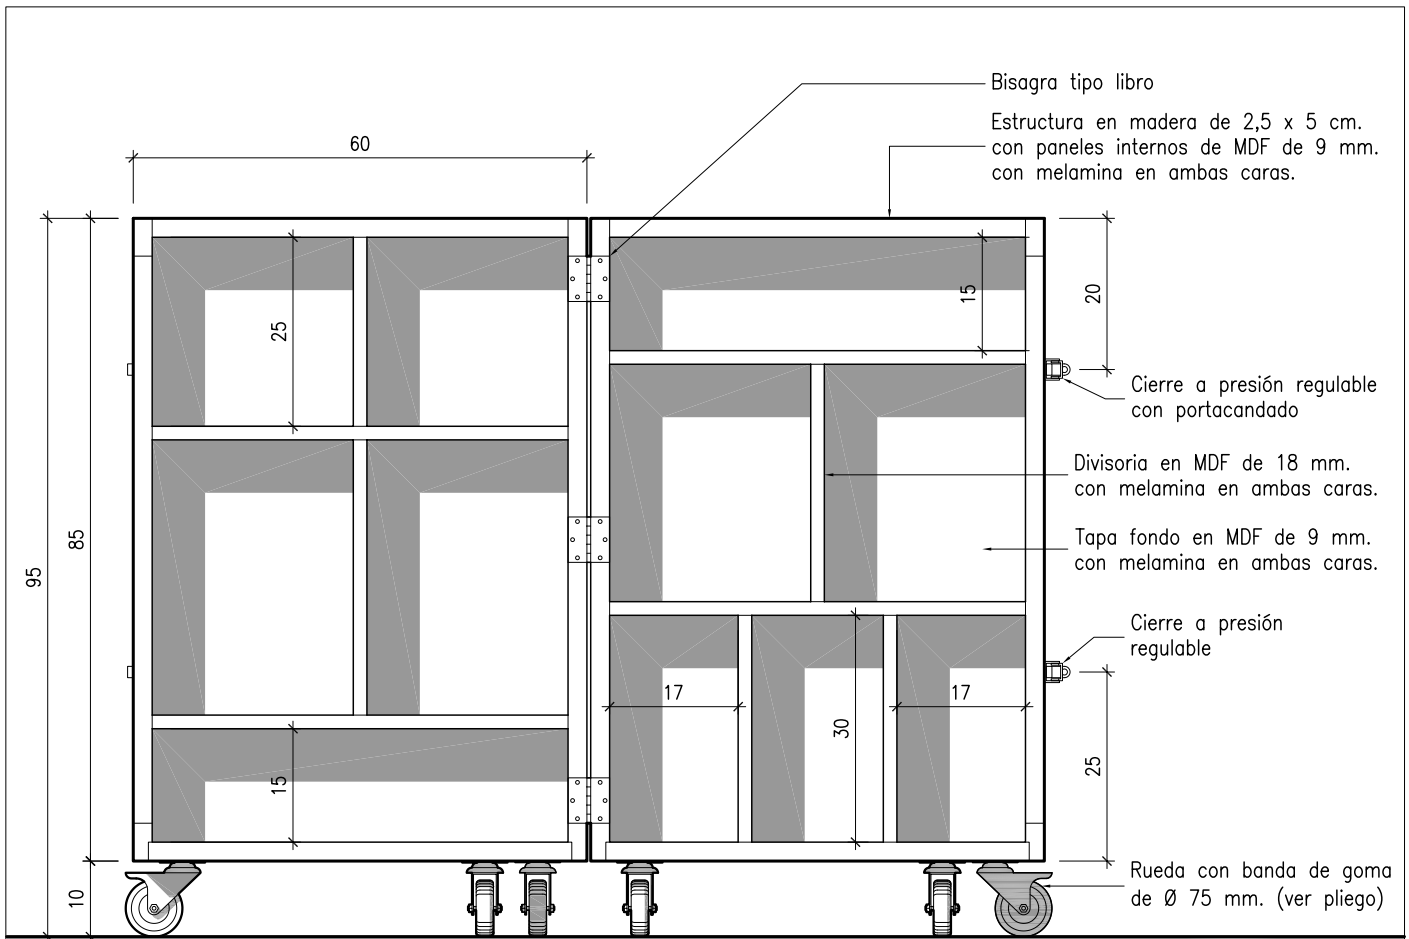 Bisagra tipo libro
Estructura en madera de 2,5 x 5 cm.
con paneles internos de MDF de 9 mm.
con melamina en ambas caras.
60
25
15
20
15
Cierre a presión regulable
con portacandado
Divisoria en MDF de 18 mm.
con melamina en ambas caras.
Tapa fondo en MDF de 9 mm.
con melamina en ambas caras.
85
95
Cierre a presión
regulable
17
17
30
25
10
Rueda con banda de goma
de Ø 75 mm. (ver pliego)